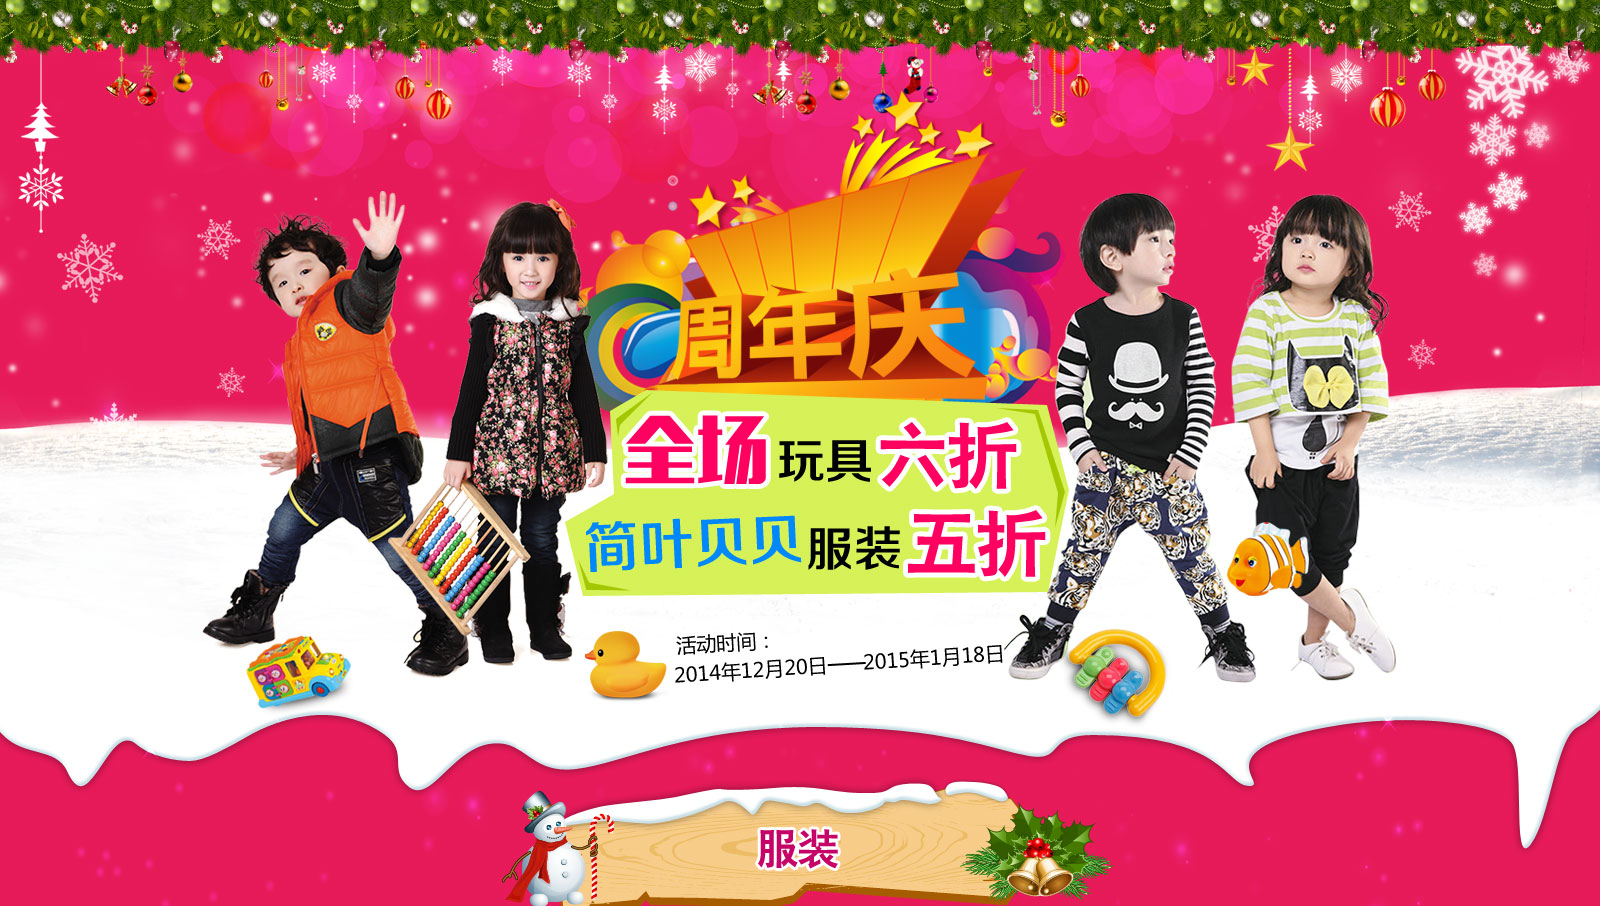 周年庆
全场玩具六折
简叶贝贝服装五折
活动时间：
2014年12月20日——2015年1月18日
服装